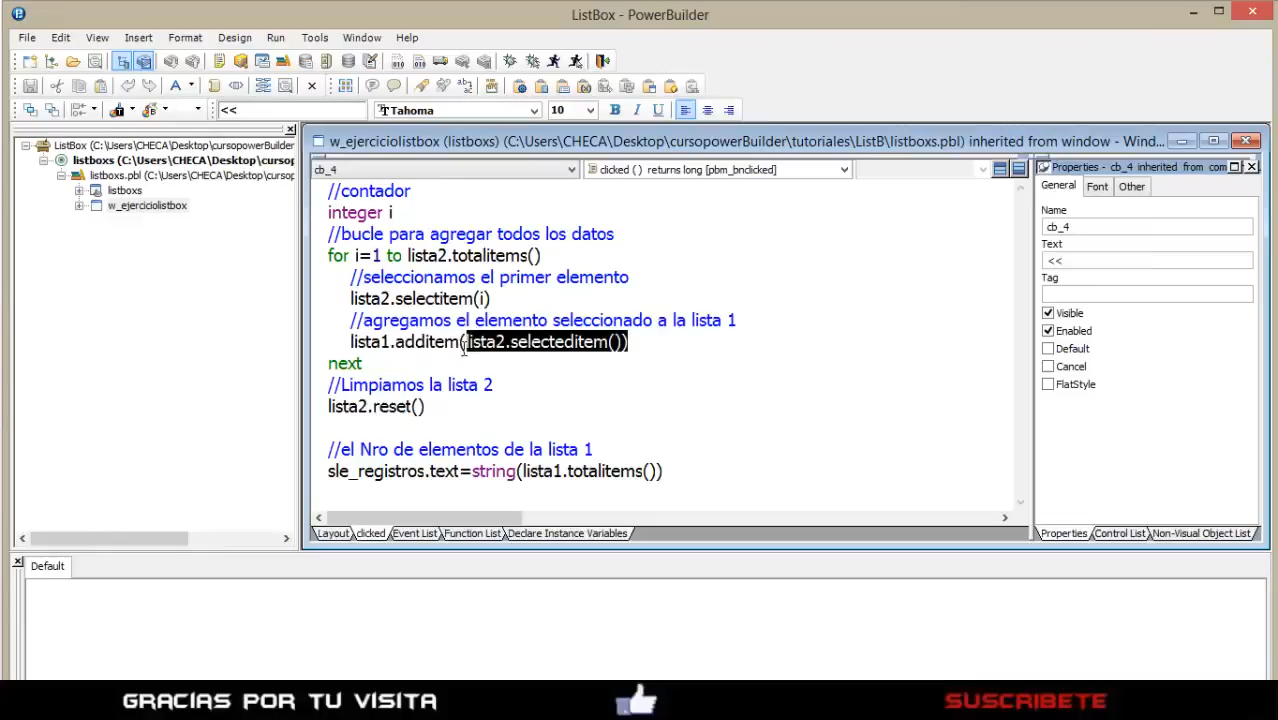 ListBox - PowerBuilder
File Edit View Insert Format Design Run Tools Window Help
<< Tahoma 10 B I U
ListBox (C:\Users\CHECA\Desktop\cursopowerBuilder
listboxs (C:\Users\CHECA\Desktop\cursop
listboxs.pbl (C:\Users\CHECA\Desktop\cursopo
listboxs
w_ejerciciolistbox
w_ejerciciolistbox (listboxs) (C:\Users\CHECA\Desktop\cursopowerBuilder\tutoriales\ListB\listboxs.pbl) inherited from window - Wind...
cb_4
clicked ( ) returns long [pbm_bnclicked]
//contador
integer i
//bucle para agregar todos los datos
for i=1 to lista2.totalitems()
//seleccionamos el primer elemento
lista2.selectitem(i)
//agregamos el elemento seleccionado a la lista 1
lista1.additem(lista2.selecteditem())
next
//Limpiamos la lista 2
lista2.reset()
//el Nro de elementos de la lista 1
sle_registros.text=string(lista1.totalitems())
Layout clicked Event List Function List Declare Instance Variables
Properties - cb_4 inherited from com
General Font Other
Name
cb_4
Text
<<
Tag
Visible
Enabled
Default
Cancel
FlatStyle
Properties Control List Non-Visual Object List
Default
GRACIAS POR TU VISITA
SUSCRIBETE